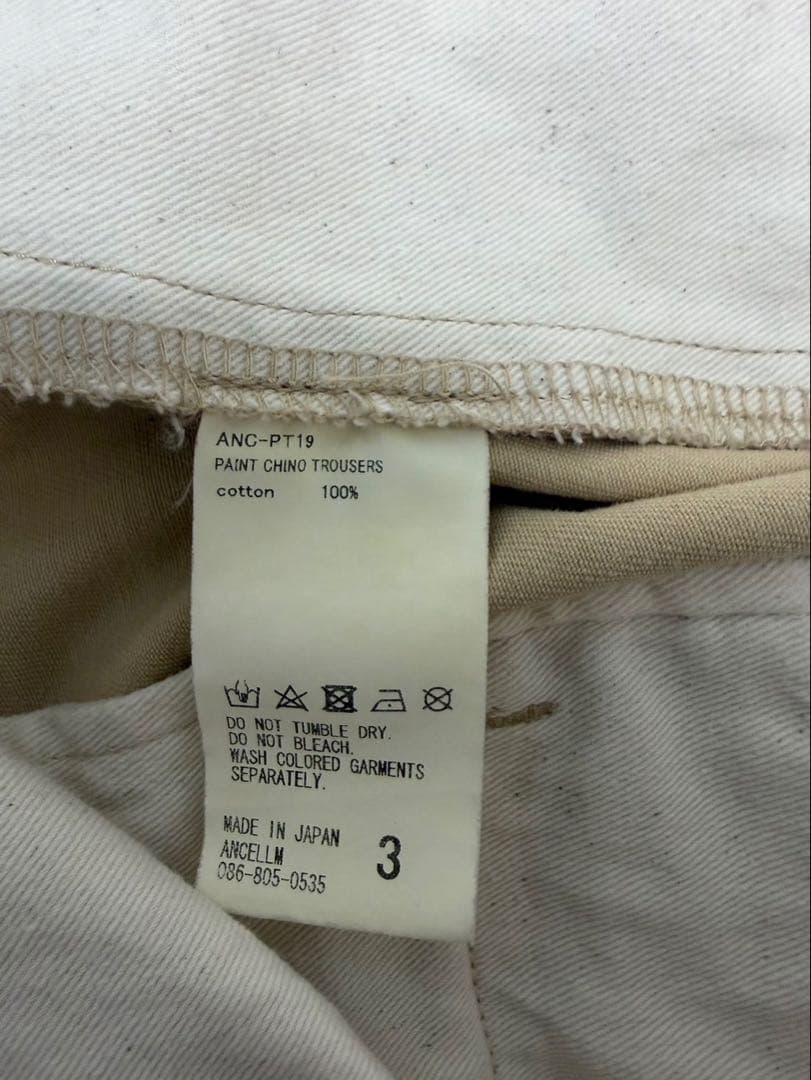 ANC-PT19
PAINT CHINO TROUSERS
cotton 100%
DO NOT TUMBLE DRY.
DO NOT BLEACH.
WASH COLORED GARMENTS
SEPARATELY.
MADE IN JAPAN
ANCELLM
086-805-0535
3